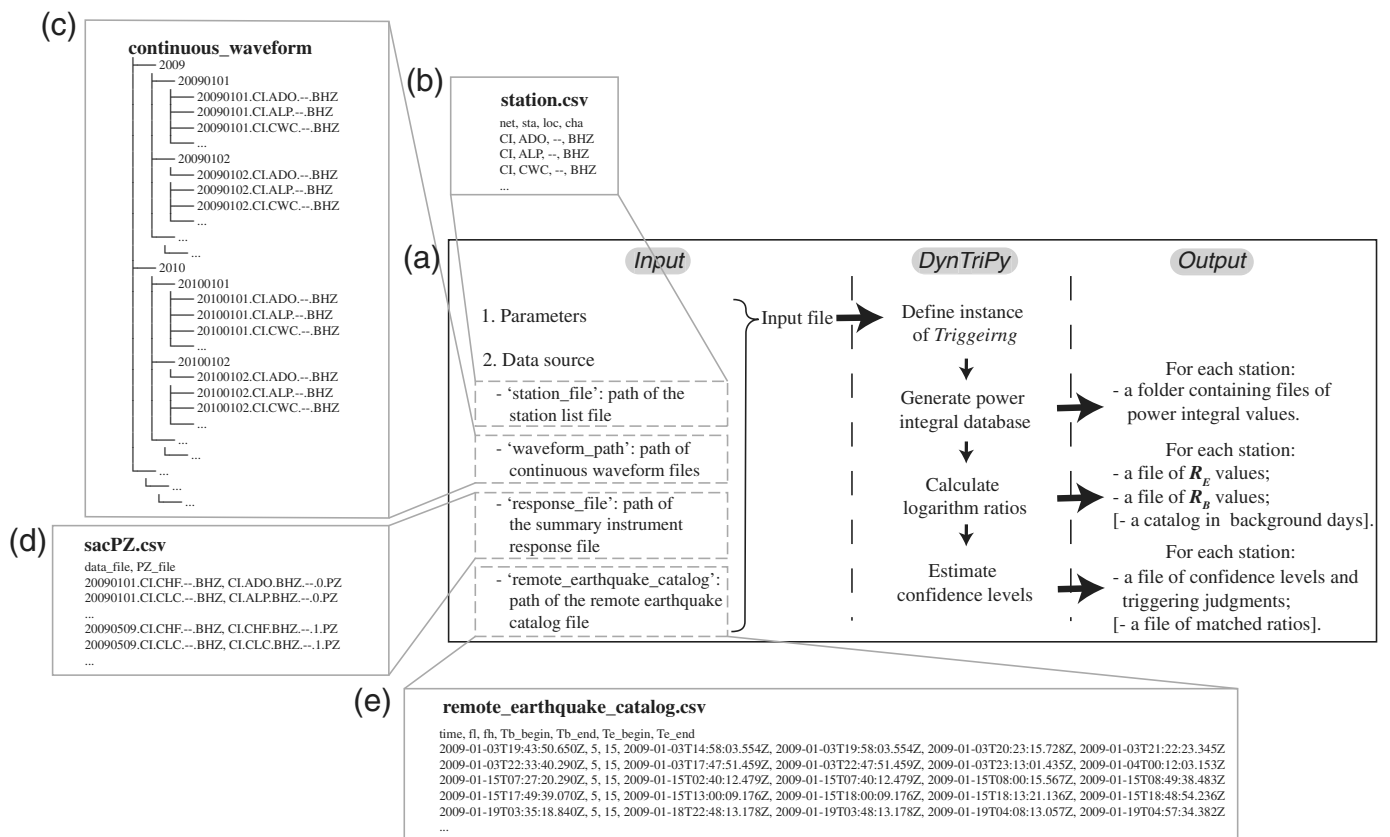 (c)
continuous_waveform
2009
20090101
20090101.CI.ADO.--.BHZ
20090101.CI.ALP.--.BHZ
20090101.CI.CWC.--.BHZ
...
20090102
20090102.CI.ADO.--.BHZ
20090102.CI.ALP.--.BHZ
20090102.CI.CWC.--.BHZ
...
...
...
2010
20100101
20100101.CI.ADO.--.BHZ
20100101.CI.ALP.--.BHZ
20100101.CI.CWC.--.BHZ
...
20100102
20100102.CI.ADO.--.BHZ
20100102.CI.ALP.--.BHZ
20100102.CI.CWC.--.BHZ
...
...
...
...
...
...
(b)
station.csv
net, sta, loc, cha
CI, ADO, --, BHZ
CI, ALP, --, BHZ
CI, CWC, --, BHZ
...
(a)
Input
DynTriPy
Output
1. Parameters
2. Data source
- ‘station_file’: path of the
station list file
- ‘waveform_path’: path of
continuous waveform files
- ‘response_file’: path of
the summary instrument
response file
- ‘remote_earthquake_catalog’:
path of the remote earthquake
catalog file
Input file
Define instance
of Triggeirng
Generate power
integral database
Calculate
logarithm ratios
Estimate
confidence levels
For each station:
- a folder containing files of
power integral values.
For each station:
- a file of R_E values;
- a file of R_B values;
[- a catalog in background days].
For each station:
- a file of confidence levels and
triggering judgments;
[- a file of matched ratios].
(d)
sacPZ.csv
data_file, PZ_file
20090101.CI.CHF.--.BHZ, CI.ADO.BHZ.--.0.PZ
20090101.CI.CLC.--.BHZ, CI.ALP.BHZ.--.0.PZ
...
20090509.CI.CHF.--.BHZ, CI.CHF.BHZ.--.1.PZ
20090509.CI.CLC.--.BHZ, CI.CLC.BHZ.--.1.PZ
...
(e)
remote_earthquake_catalog.csv
time, fl, fh, Tb_begin, Tb_end, Te_begin, Te_end
2009-01-03T19:43:50.650Z, 5, 15, 2009-01-03T14:58:03.554Z, 2009-01-03T19:58:03.554Z, 2009-01-03T20:23:15.728Z, 2009-01-03T21:22:23.345Z
2009-01-03T22:33:40.290Z, 5, 15, 2009-01-03T17:47:51.459Z, 2009-01-03T22:47:51.459Z, 2009-01-03T23:13:01.435Z, 2009-01-04T00:12:03.153Z
2009-01-15T07:27:20.290Z, 5, 15, 2009-01-15T02:40:12.479Z, 2009-01-15T07:40:12.479Z, 2009-01-15T08:00:15.567Z, 2009-01-15T08:49:38.483Z
2009-01-15T17:49:39.070Z, 5, 15, 2009-01-15T13:00:09.176Z, 2009-01-15T18:00:09.176Z, 2009-01-15T18:13:21.136Z, 2009-01-15T18:48:54.236Z
2009-01-19T03:35:18.840Z, 5, 15, 2009-01-18T22:48:13.178Z, 2009-01-19T03:48:13.178Z, 2009-01-19T04:08:13.057Z, 2009-01-19T04:57:34.382Z
...